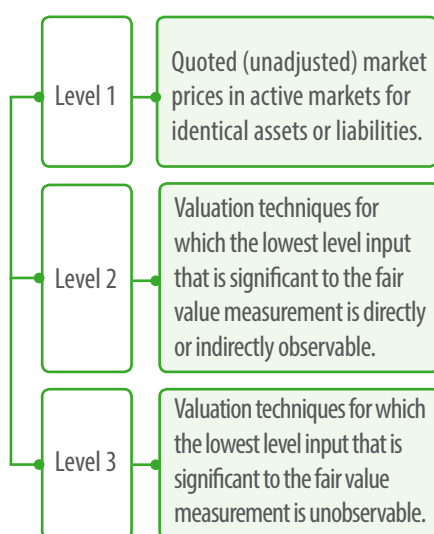 Level 1
Quoted (unadjusted) market
prices in active markets for
identical assets or liabilities.
Level 2
Valuation techniques for
which the lowest level input
that is significant to the fair
value measurement is directly
or indirectly observable.
Level 3
Valuation techniques for which
the lowest level input that is
significant to the fair value
measurement is unobservable.